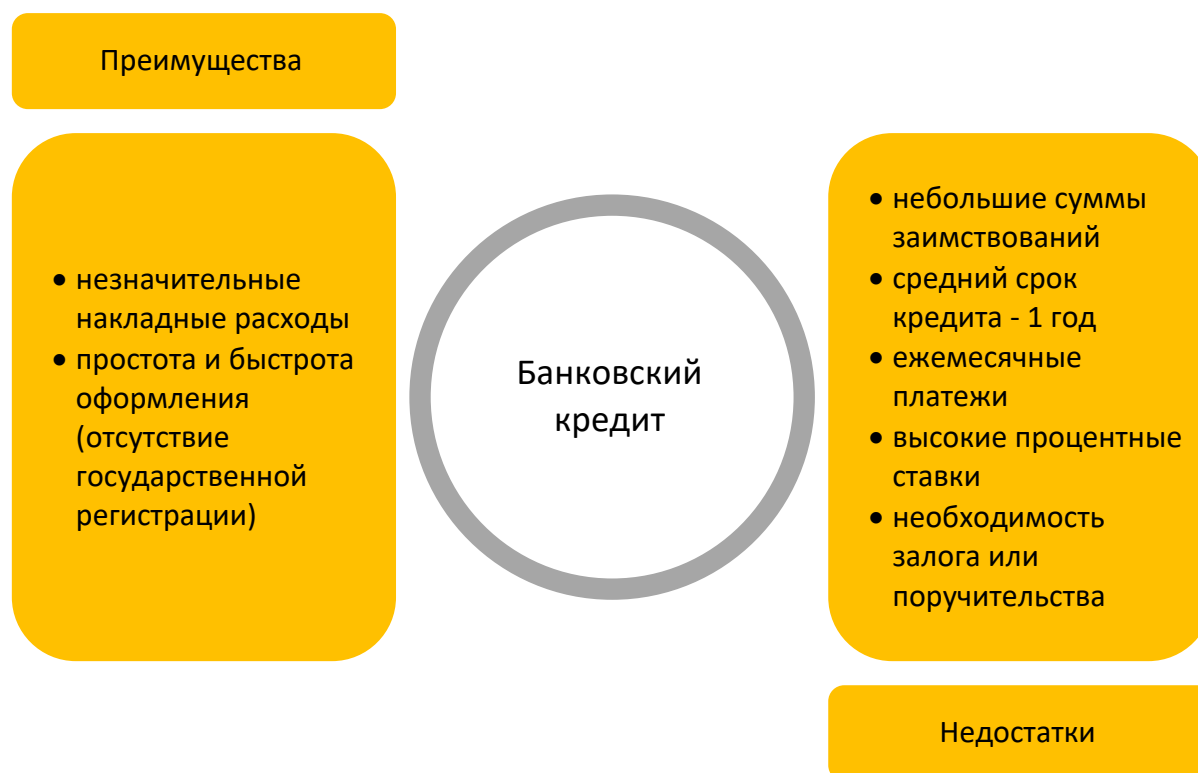 Преимущества
• незначительные
накладные расходы
• простота и быстрота
оформления
(отсутствие
государственной
регистрации)
Банковский
кредит
• небольшие суммы
заимствований
• средний срок
кредита - 1 год
• ежемесячные
платежи
• высокие процентные
ставки
• необходимость
залога или
поручительства
Недостатки